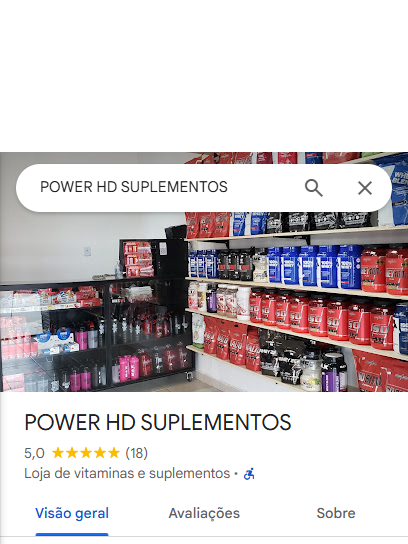 POWER HD SUPLEMENTOS
POWER HD SUPLEMENTOS
5,0 ★★★★★ (18)
Loja de vitaminas e suplementos ·
Visão geral Avaliações Sobre